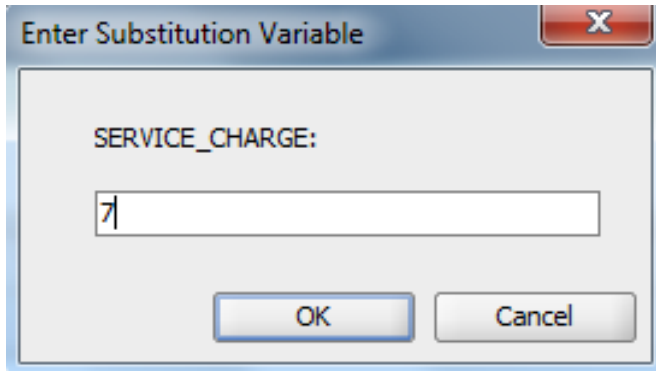 Enter Substitution Variable
SERVICE_CHARGE:
7
OK
Cancel